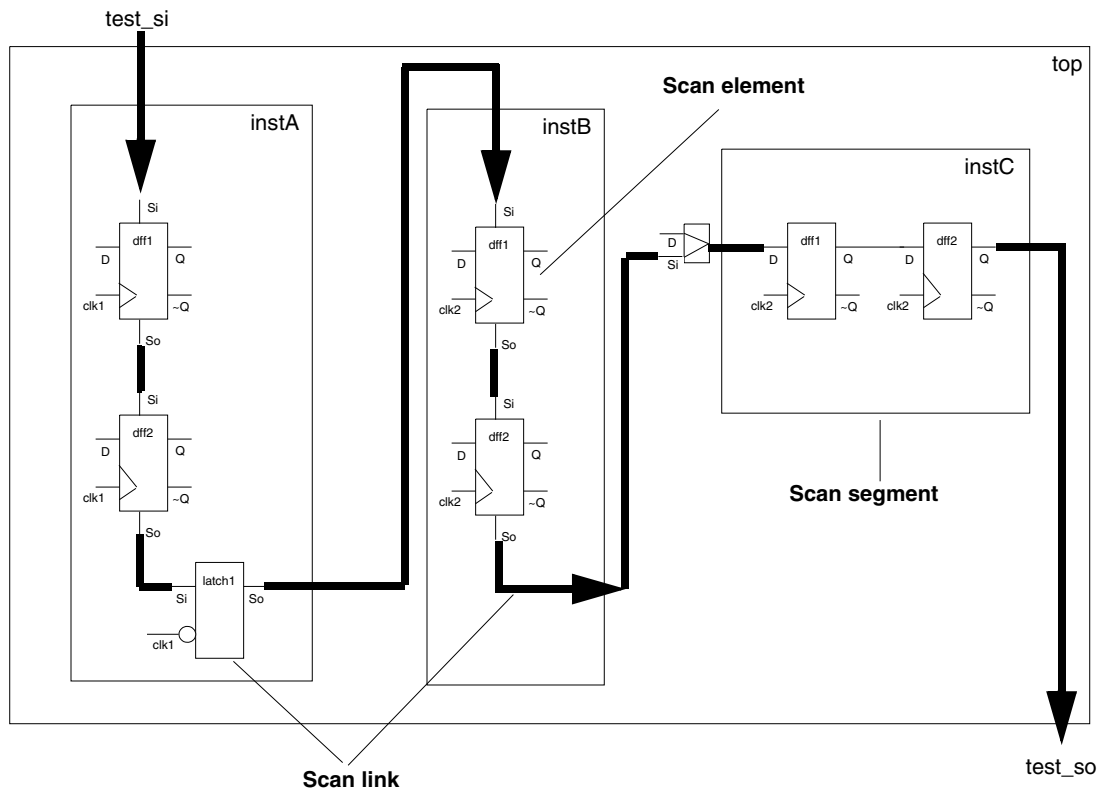 test_si
top
Scan element
instA
instB
instC
Si
dff1
D
Q
clk1
~Q
So
Si
dff2
D
Q
clk1
~Q
So
latch1
Si
So
clk1
Si
dff1
D
Q
clk2
~Q
So
Si
dff2
D
Q
clk2
~Q
So
D
Si
dff1
D
Q
clk2
~Q
dff2
D
Q
clk2
~Q
Scan segment
Scan link
test_so